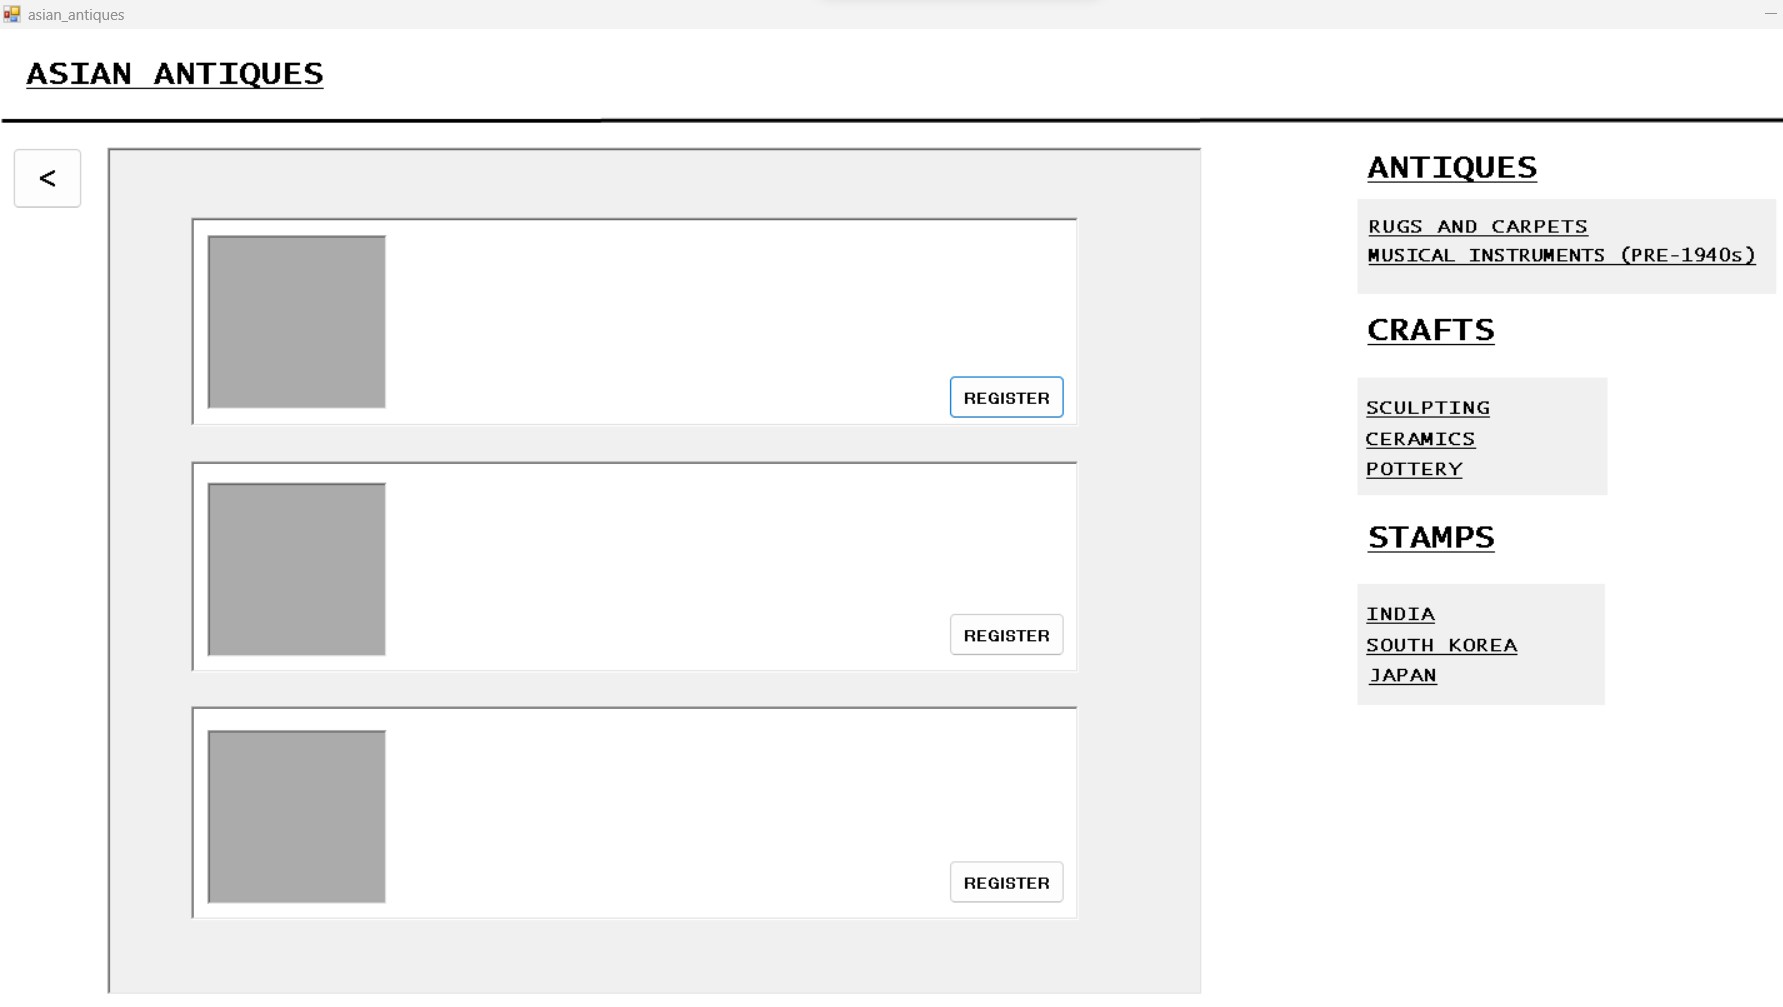 asian_antiques
ASIAN ANTIQUES
<
REGISTER
REGISTER
REGISTER
ANTIQUES
RUGS AND CARPETS
MUSICAL INSTRUMENTS (PRE-1940s)
CRAFTS
SCULPTING
CERAMICS
POTTERY
STAMPS
INDIA
SOUTH KOREA
JAPAN